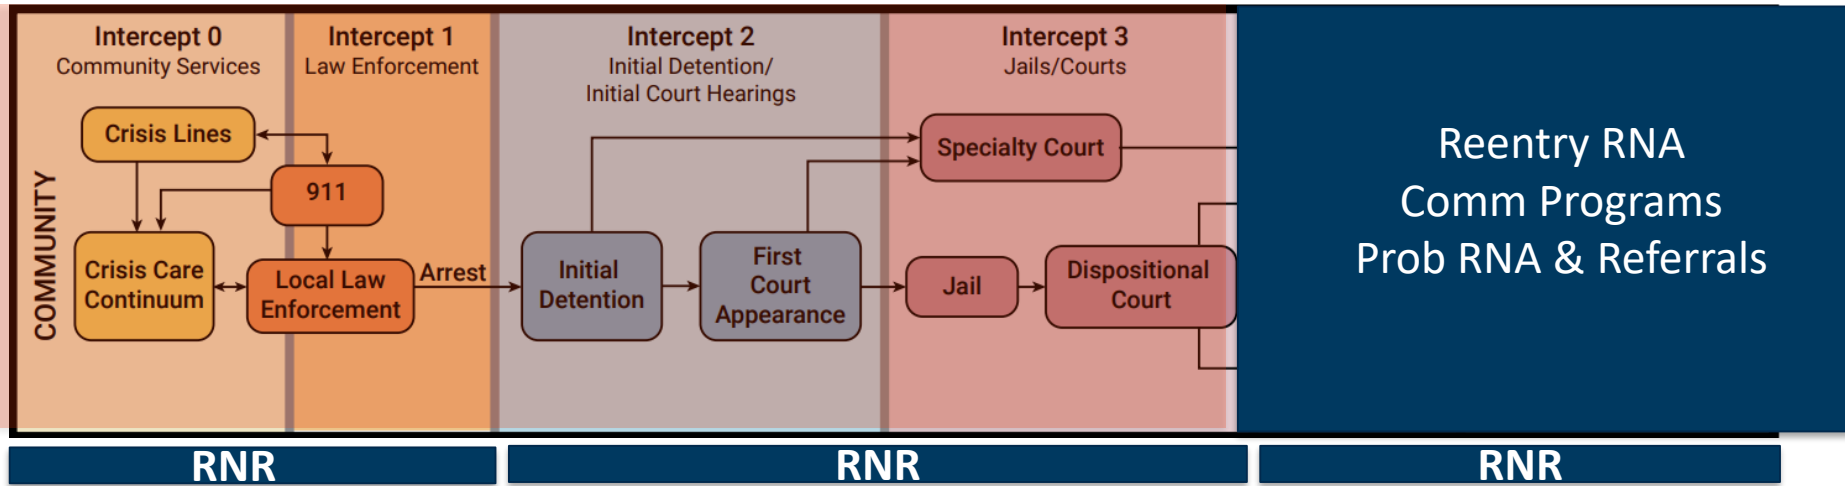 Intercept 0
Community Services
Intercept 1
Law Enforcement
Intercept 2
Initial Detention/
Initial Court Hearings
Intercept 3
Jails/Courts
COMMUNITY
Crisis Lines
911
Crisis Care
Continuum
Local Law
Enforcement
Arrest
Initial
Detention
First
Court
Appearance
Specialty Court
Jail
Dispositional
Court
Reentry RNA
Comm Programs
Prob RNA & Referrals
RNR
RNR
RNR